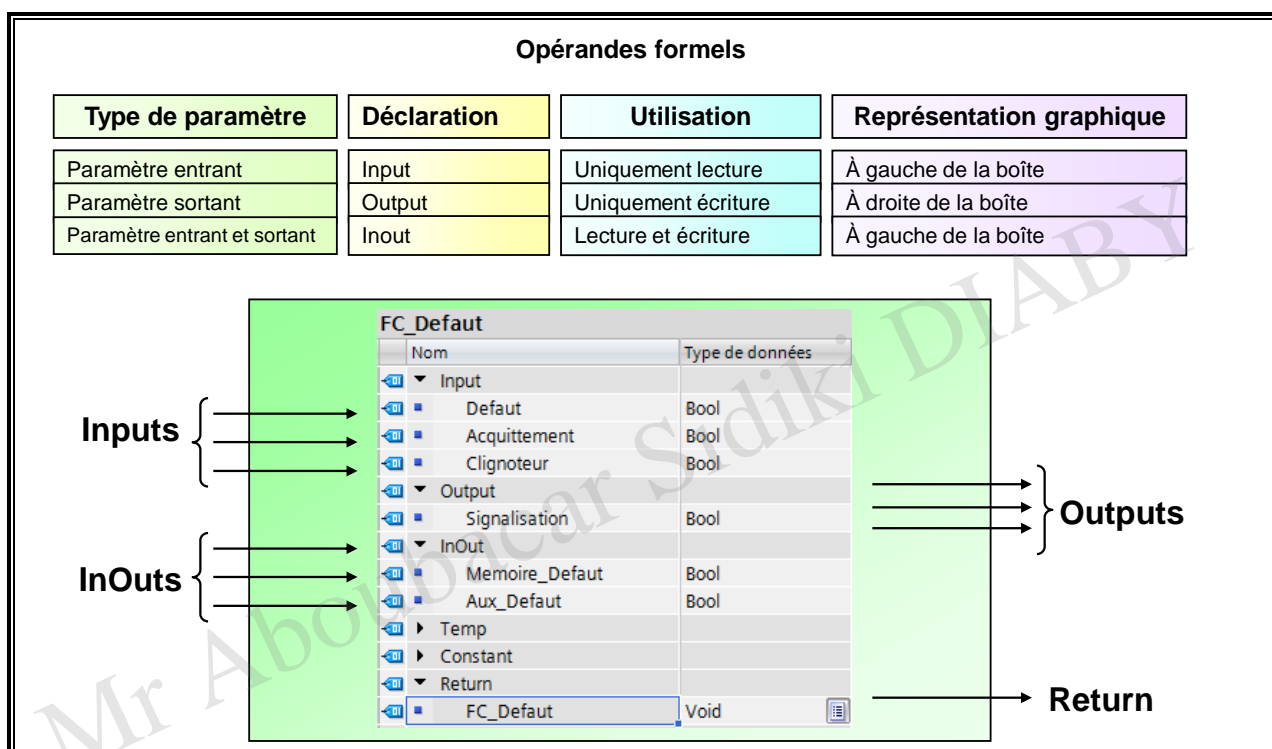 Opérandes formels
Type de paramètre Déclaration Utilisation Représentation graphique
Paramètre entrant Input Uniquement lecture À gauche de la boîte
Paramètre sortant Output Uniquement écriture À droite de la boîte
Paramètre entrant et sortant Inout Lecture et écriture À gauche de la boîte
FC_Defaut
Nom Type de données
Input
Defaut Bool
Acquittement Bool
Clignoteur Bool
Output
Signalisation Bool
InOut
Memoire_Defaut Bool
Aux_Defaut Bool
Temp
Constant
Return
FC_Defaut Void
Inputs
InOuts
Outputs
Return
Mr Aboubacar Sidiki DIABY